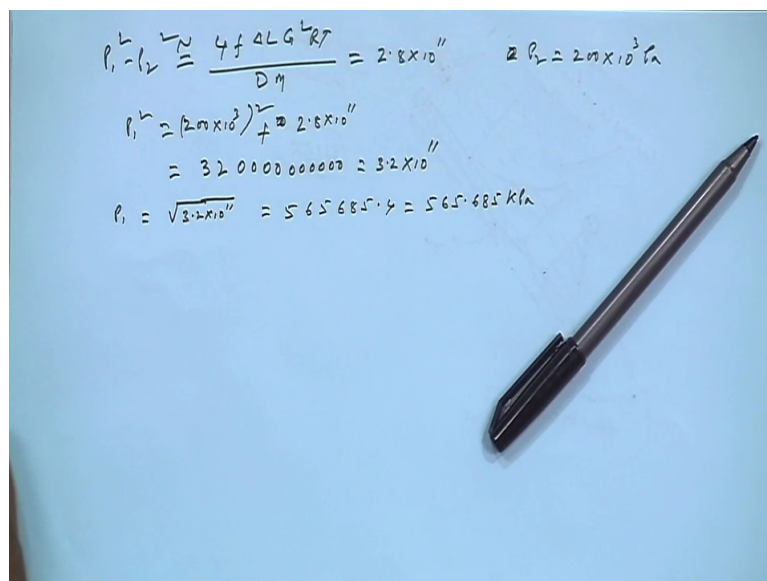 P₁² - P₂² ≅ 4f ΔL G² RT / DM = 2.8×10¹¹ P₂ = 200×10³ Pa
P₁² = (200×10³)² + 2.8×10¹¹
= 320000000000 = 3.2×10¹¹
P₁ = √3.2×10¹¹ = 565685.4 = 565.685 KPa